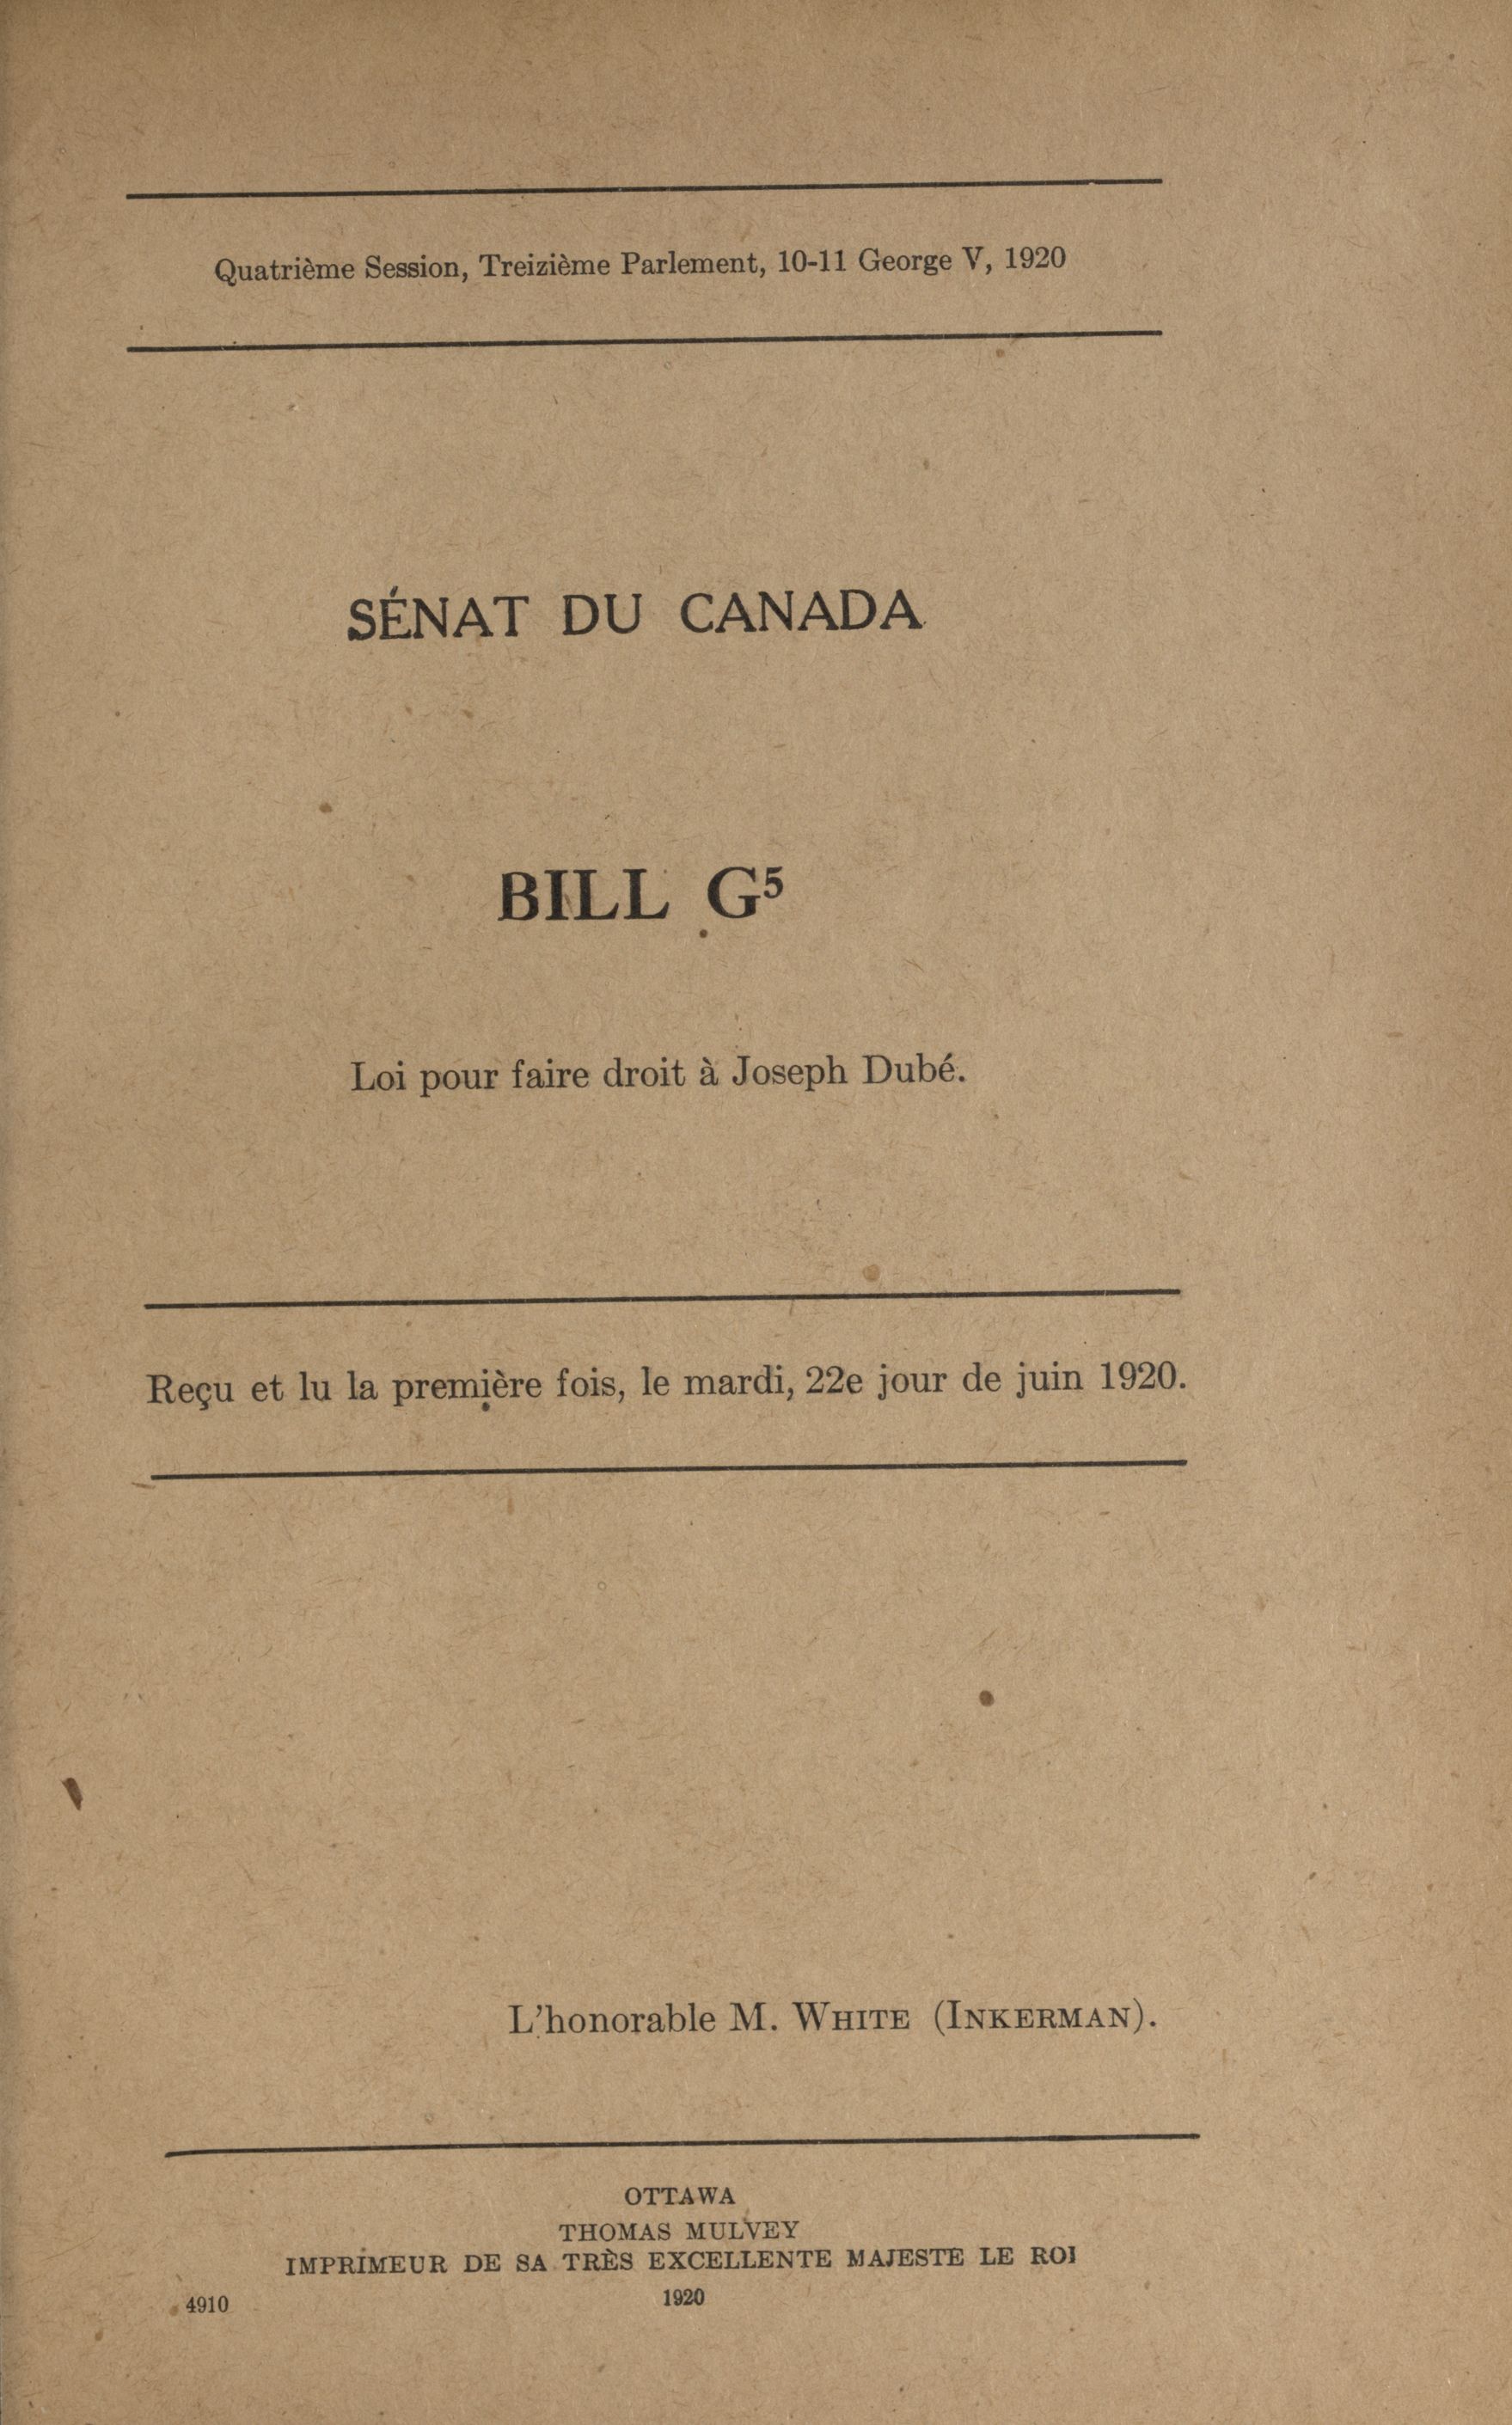 Quatrième Session, Treizième Parlement, 10-11 George V, 1920
SÉNAT DU CANADA
BILL G⁵
Loi pour faire droit à Joseph Dubé.
Reçu et lu la première fois, le mardi, 22e jour de juin 1920.
L'honorable M. WHITE (INKERMAN).
OTTAWA
THOMAS MULVEY
IMPRIMEUR DE SA TRÈS EXCELLENTE MAJESTE LE ROI
4910 1920